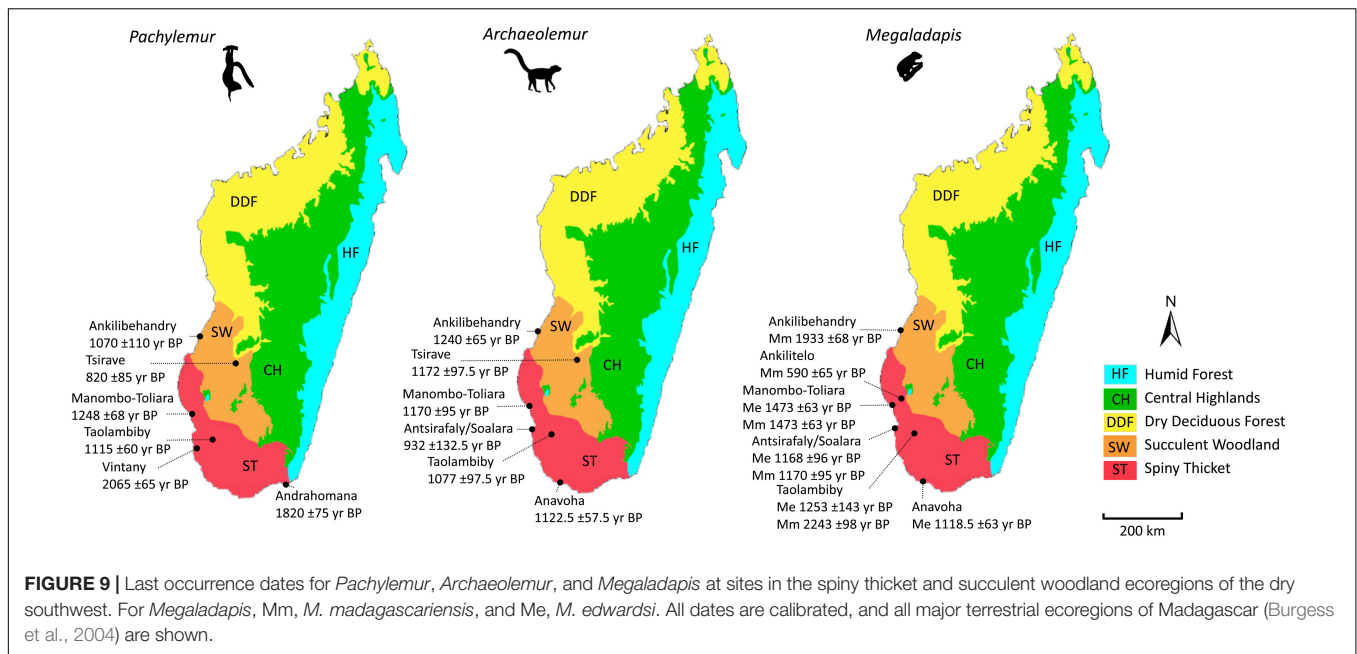 Pachylemur
DDF
HF
SW
CH
ST
Ankilibehandry
1070 ±110 yr BP
Tsirave
820 ±85 yr BP
Manombo-Toliara
1248 ±68 yr BP
Taolambiby
1115 ±60 yr BP
Vintany
2065 ±65 yr BP
Andrahomana
1820 ±75 yr BP
Archaeolemur
DDF
HF
SW
CH
ST
Ankilibehandry
1240 ±65 yr BP
Tsirave
1172 ±97.5 yr BP
Manombo-Toliara
1170 ±95 yr BP
Antsirafaly/Soalara
932 ±132.5 yr BP
Taolambiby
1077 ±97.5 yr BP
Anavoha
1122.5 ±57.5 yr BP
Megaladapis
DDF
HF
SW
CH
ST
Ankilibehandry
Mm 1933 ±68 yr BP
Ankilitelo
Mm 590 ±65 yr BP
Manombo-Toliara
Me 1473 ±63 yr BP
Mm 1473 ±63 yr BP
Antsirafaly/Soalara
Me 1168 ±96 yr BP
Mm 1170 ±95 yr BP
Taolambiby
Me 1253 ±143 yr BP
Mm 2243 ±98 yr BP
Anavoha
Me 1118.5 ±63 yr BP
N
HF Humid Forest
CH Central Highlands
DDF Dry Deciduous Forest
SW Succulent Woodland
ST Spiny Thicket
200 km
FIGURE 9 | Last occurrence dates for Pachylemur, Archaeolemur, and Megaladapis at sites in the spiny thicket and succulent woodland ecoregions of the dry
southwest. For Megaladapis, Mm, M. madagascariensis, and Me, M. edwardsi. All dates are calibrated, and all major terrestrial ecoregions of Madagascar (Burgess
et al., 2004) are shown.